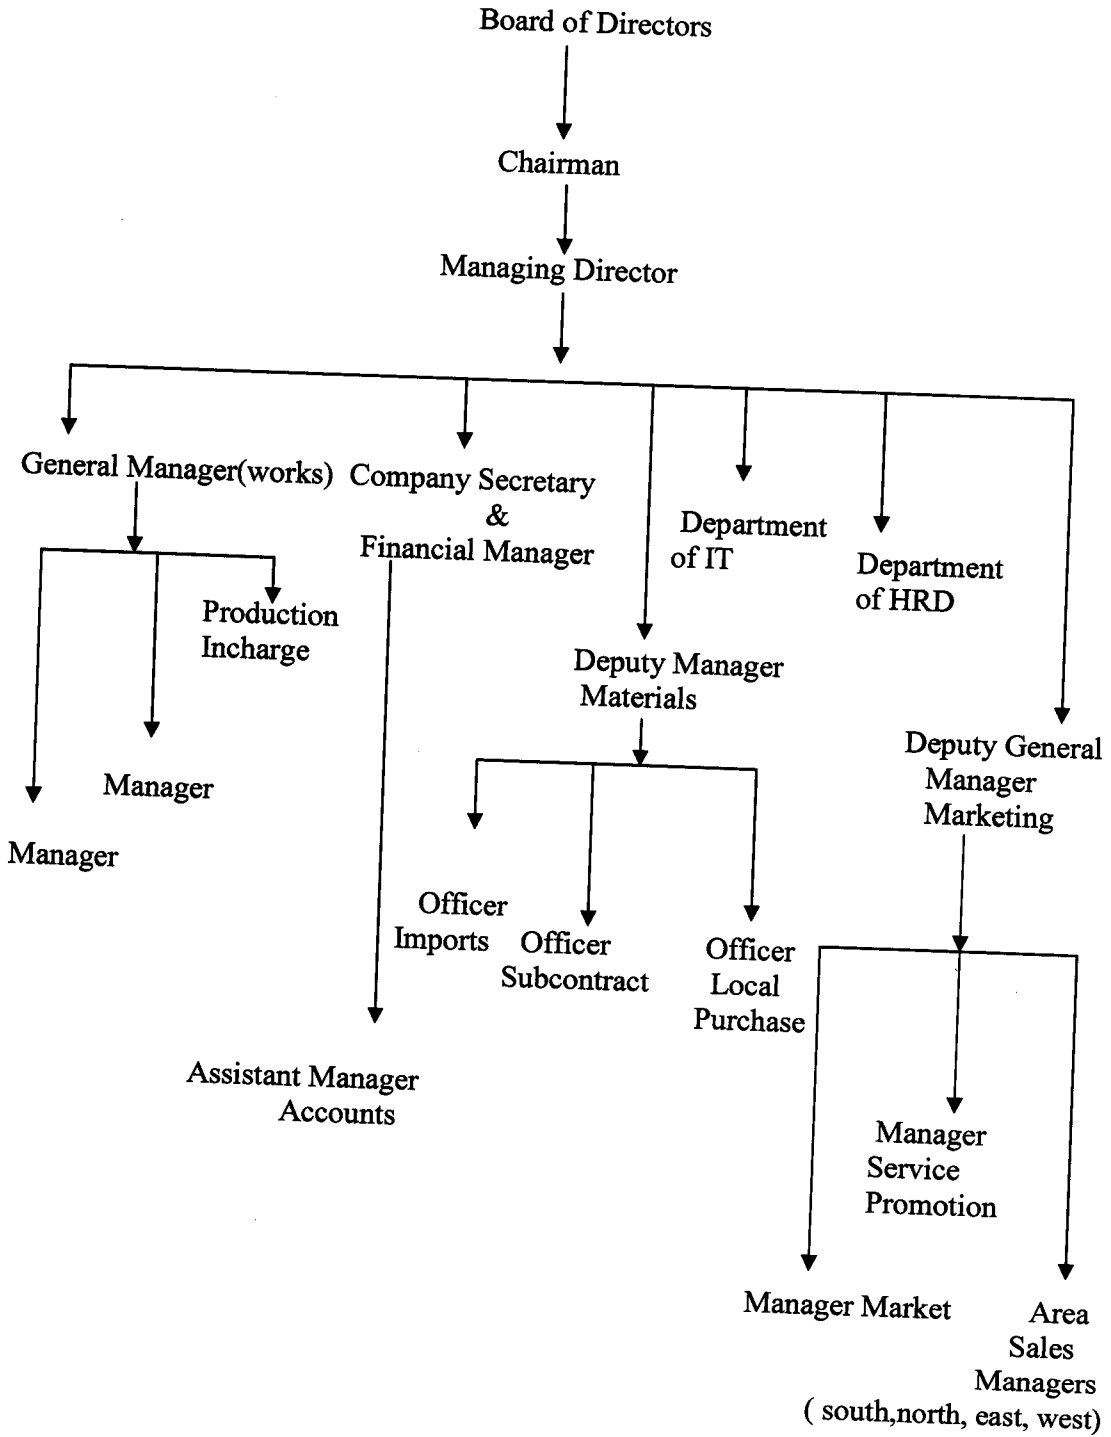 Board of Directors
Chairman
Managing Director
General Manager(works)
Company Secretary
&
Financial Manager
Department
of IT
Department
of HRD
Production
Incharge
Deputy Manager
Materials
Deputy General
Manager
Marketing
Manager
Manager
Officer
Imports
Officer
Subcontract
Officer
Local
Purchase
Assistant Manager
Accounts
Manager
Service
Promotion
Manager Market
Area
Sales
Managers
( south,north, east, west)